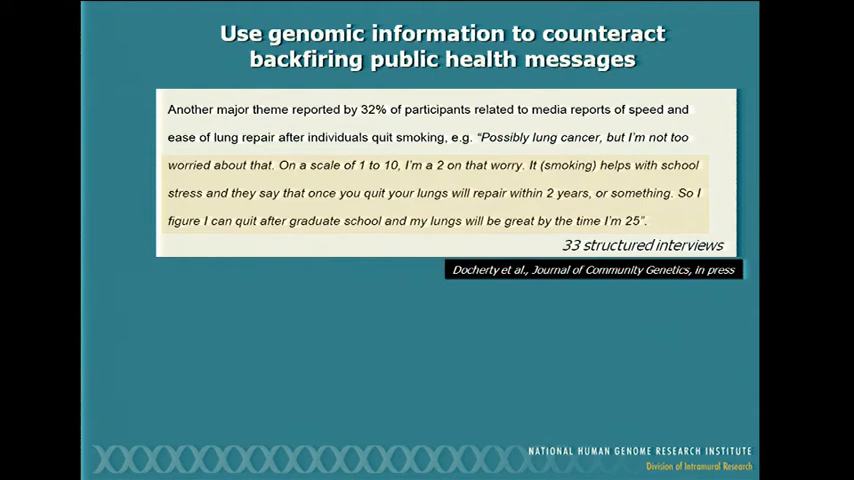 Use genomic information to counteract
backfiring public health messages
Another major theme reported by 32% of participants related to media reports of speed and
ease of lung repair after individuals quit smoking, e.g. “Possibly lung cancer, but I'm not too
worried about that. On a scale of 1 to 10, I'm a 2 on that worry. It (smoking) helps with school
stress and they say that once you quit your lungs will repair within 2 years, or something. So I
figure I can quit after graduate school and my lungs will be great by the time I'm 25”.
33 structured interviews
Docherty et al., Journal of Community Genetics, in press
NATIONAL HUMAN GENOME RESEARCH INSTITUTE
Division of Intramural Research